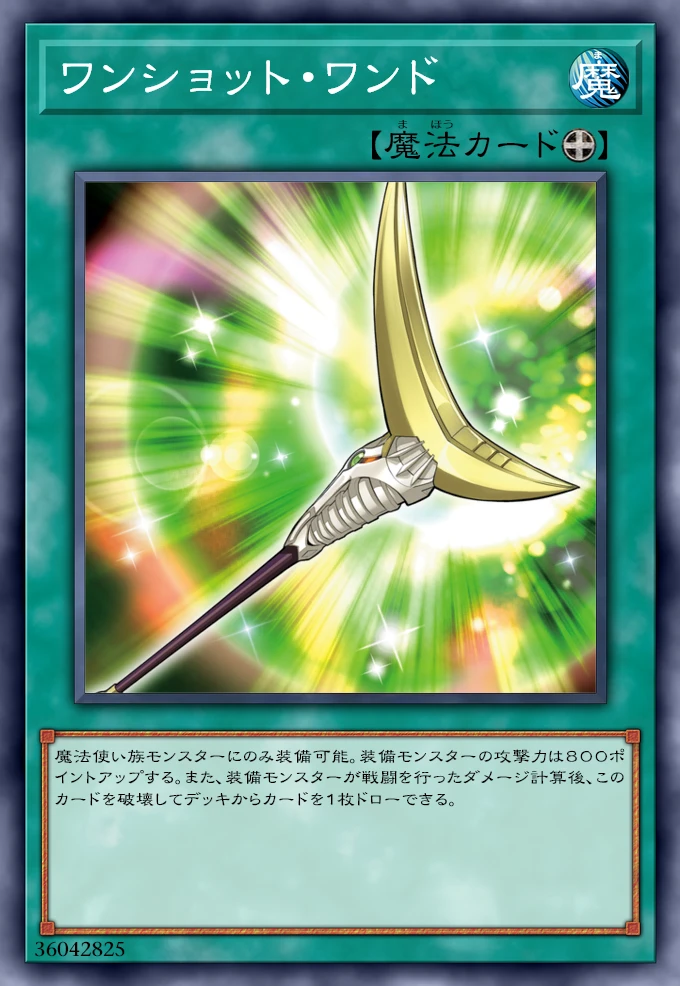 ワンショット・ワンド
魔
ま
【魔法カード】
ま ほう
魔法使い族モンスターにのみ装備可能。装備モンスターの攻撃力は８００ポ
イントアップする。また、装備モンスターが戦闘を行ったダメージ計算後、この
カードを破壊してデッキからカードを１枚ドローできる。
36042825